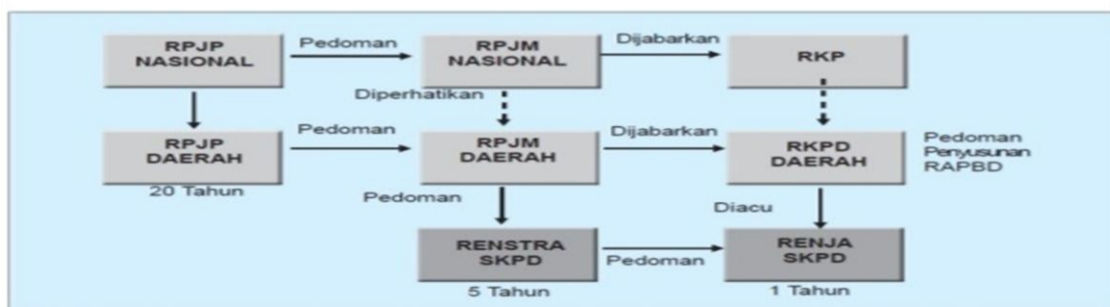 RPJP
NASIONAL
Pedoman
RPJM
NASIONAL
Dijabarkan
RKP
Diperhatikan
RPJP
DAERAH
Pedoman
RPJM
DAERAH
Dijabarkan
RKPD
DAERAH
Pedoman
Penyusunan
RAPBD
20 Tahun
Pedoman
Diacu
RENSTRA
SKPD
Pedoman
RENJA
SKPD
5 Tahun
1 Tahun